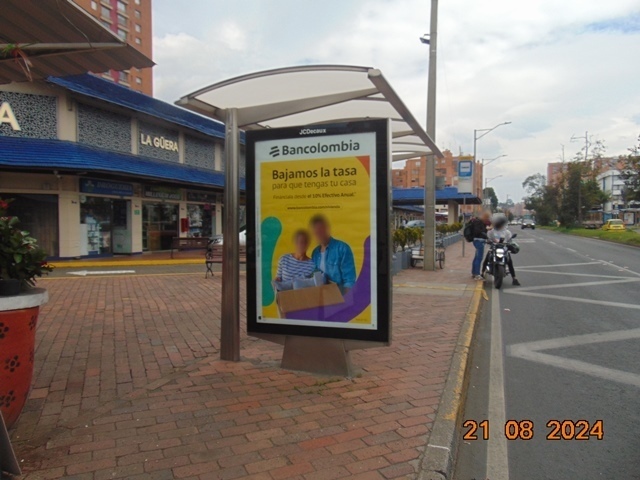 JCDecaux
Bancolombia
Bajamos la tasa
para que tengas tu casa
A
LA GÜERA
21 08 2024